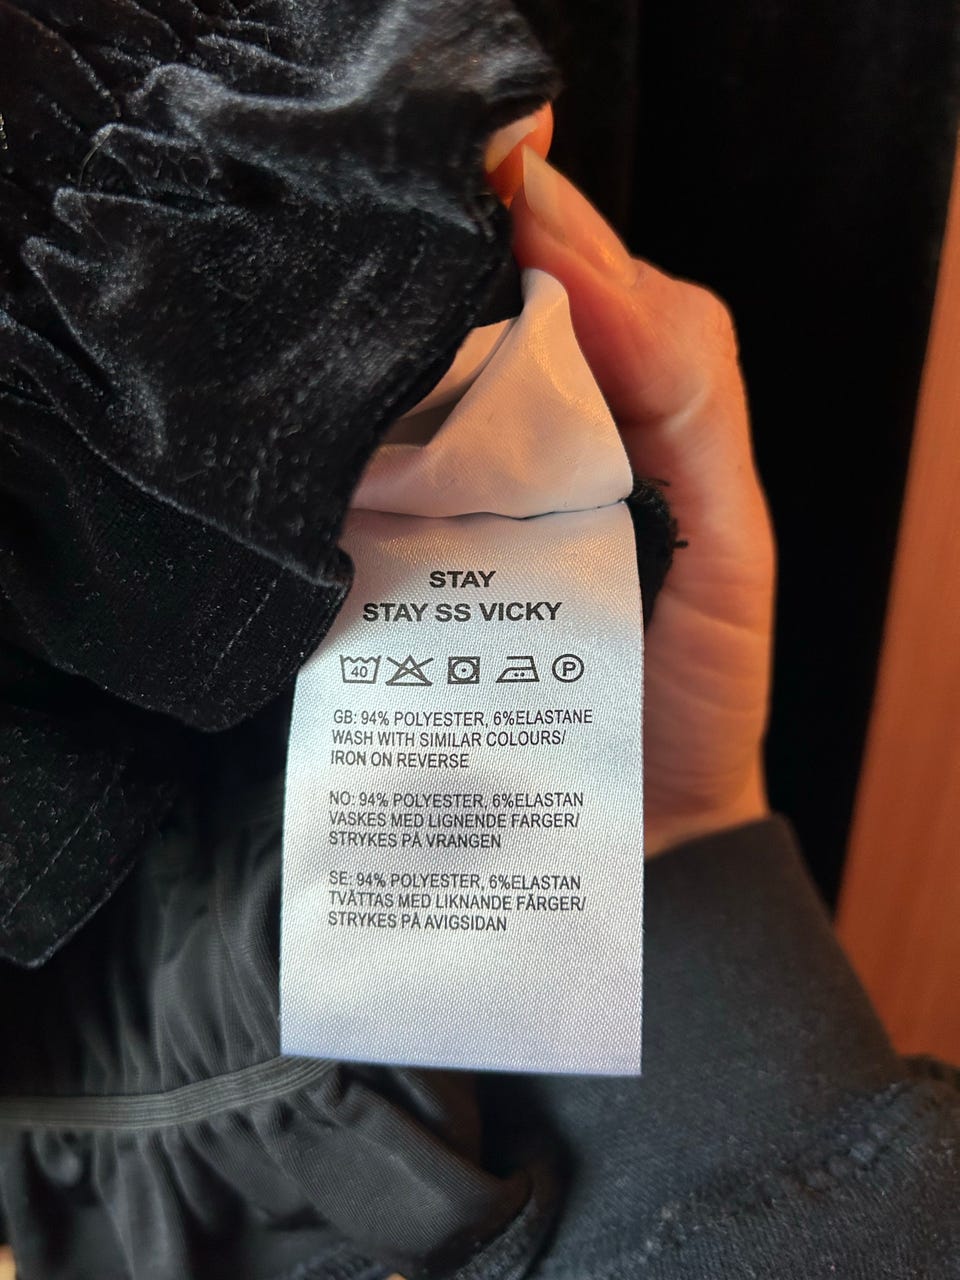 STAY
STAY SS VICKY
40 P
GB: 94% POLYESTER, 6%ELASTANE
WASH WITH SIMILAR COLOURS/
IRON ON REVERSE
NO: 94% POLYESTER, 6%ELASTAN
VASKES MED LIGNENDE FARGER/
STRYKES PÅ VRANGEN
SE: 94% POLYESTER, 6%ELASTAN
TVÄTTAS MED LIKNANDE FÄRGER/
STRYKES PÅ AVIGSIDAN